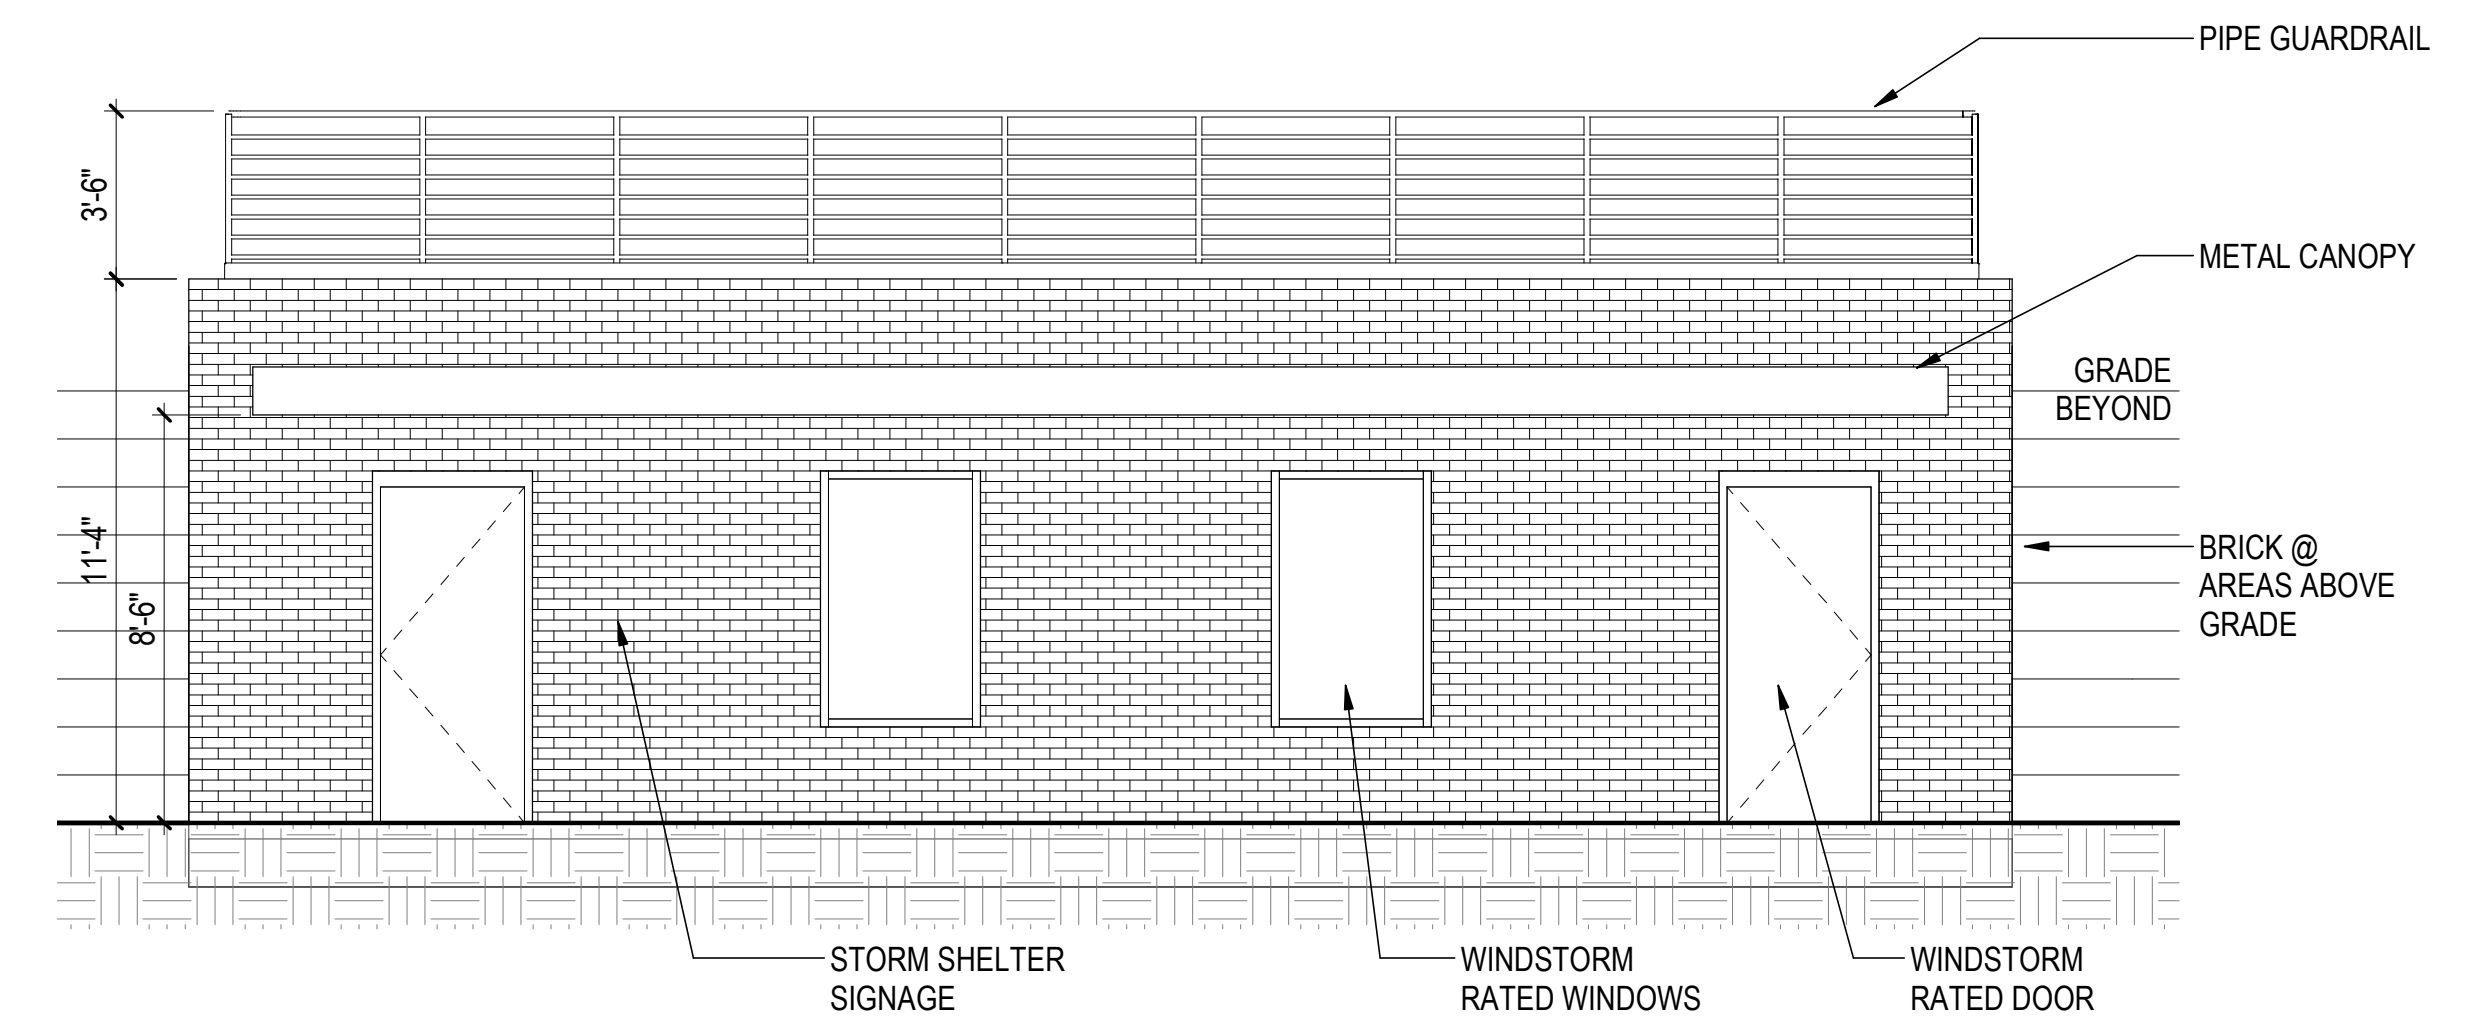 PIPE GUARDRAIL
3'-6"
METAL CANOPY
GRADE
BEYOND
11'-4"
8'-6"
BRICK @
AREAS ABOVE
GRADE
STORM SHELTER
SIGNAGE
WINDSTORM
RATED WINDOWS
WINDSTORM
RATED DOOR